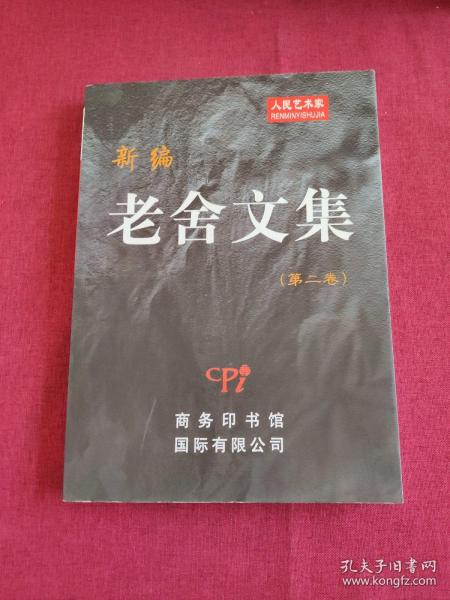 人民艺术家
RENMINYISHUJIA
新编
老舍文集
(第二卷)
CPi
商务印书馆
国际有限公司
孔夫子旧书网
www.kongfz.com